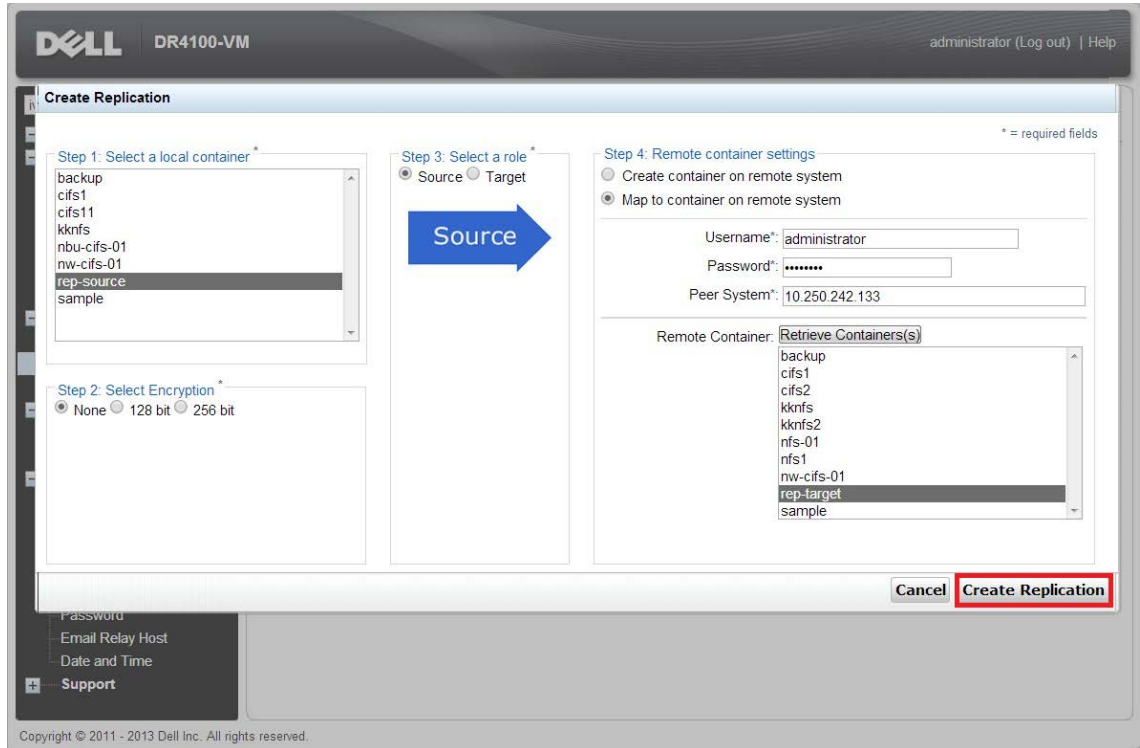 DELL DR4100-VM
administrator (Log out) | Help
Create Replication
* = required fields
Step 1: Select a local container *
backup
cifs1
cifs11
kknfs
nbu-cifs-01
nw-cifs-01
rep-source
sample
Step 2: Select Encryption *
None 128 bit 256 bit
Step 3: Select a role *
Source Target
Source
Step 4: Remote container settings
Create container on remote system
Map to container on remote system
Username*: administrator
Password*: ••••••••
Peer System*: 10.250.242.133
Remote Container: Retrieve Containers(s)
backup
cifs1
cifs2
kknfs
kknfs2
nfs-01
nfs1
nw-cifs-01
rep-target
sample
Cancel Create Replication
Password
Email Relay Host
Date and Time
Support
Copyright © 2011 - 2013 Dell Inc. All rights reserved.